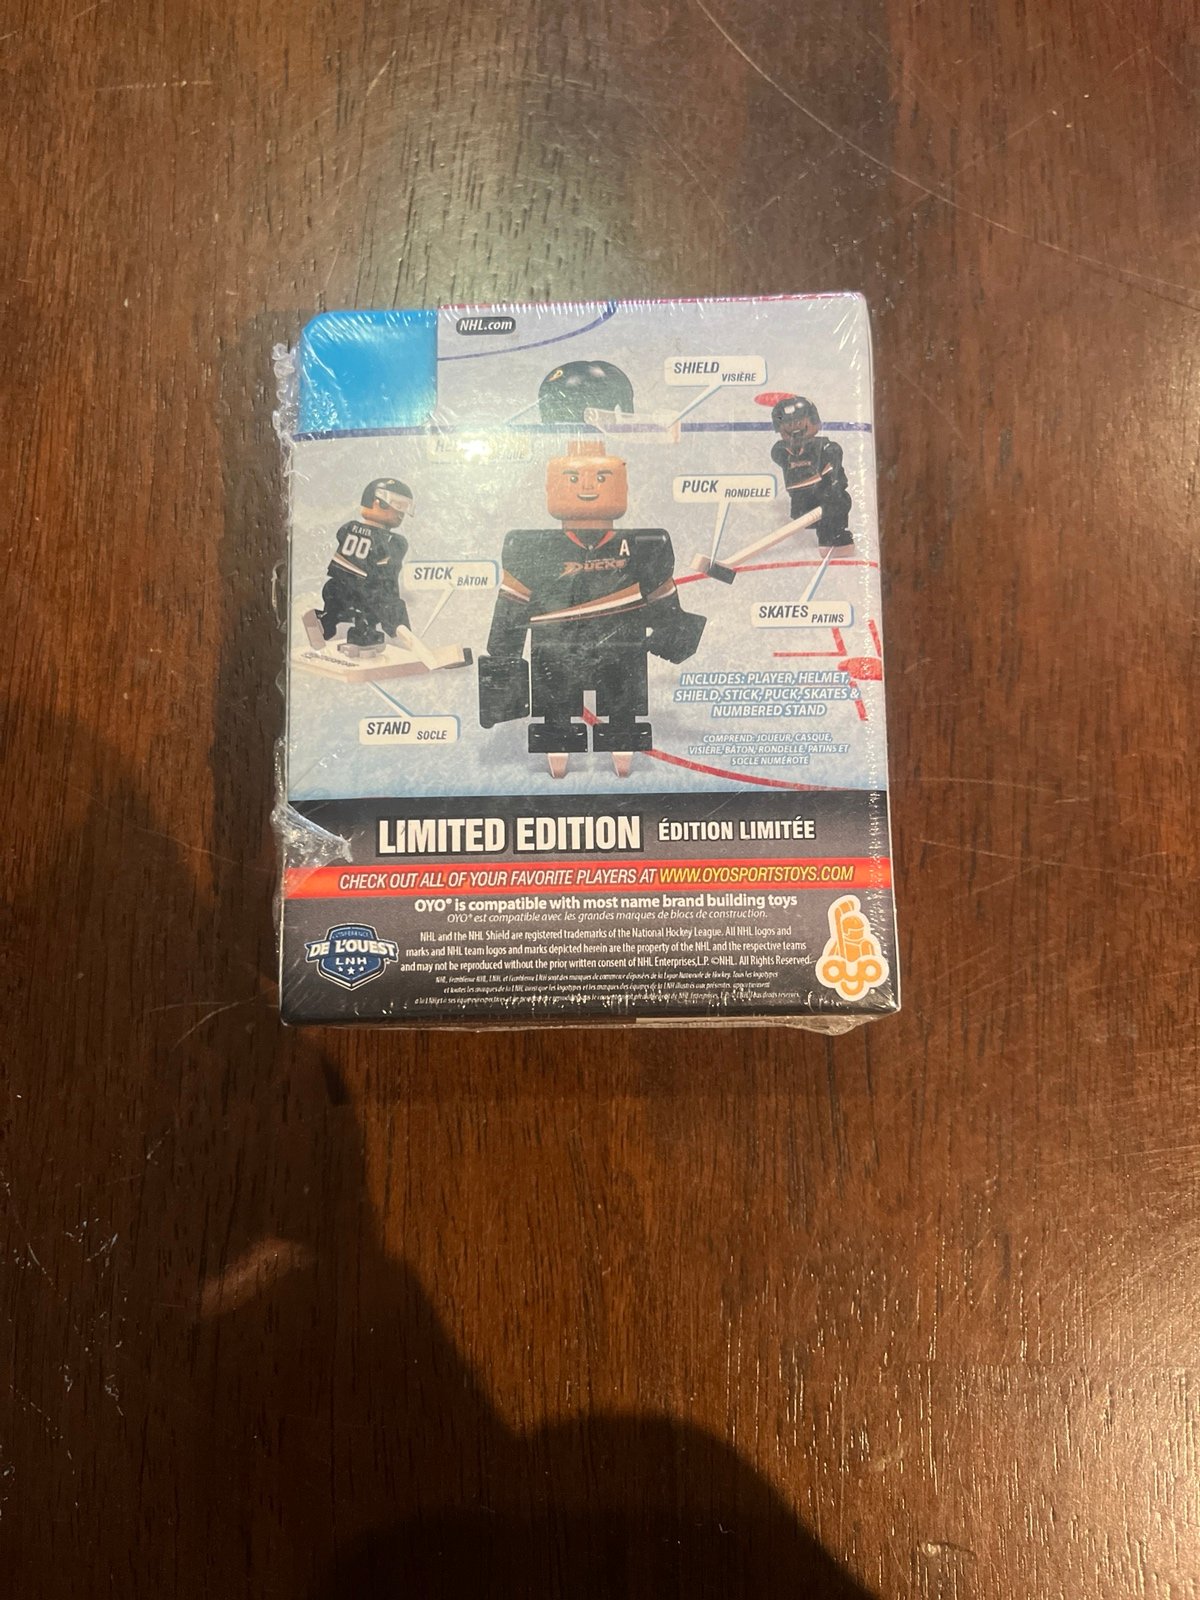 NHL.com
SHIELD VISIÈRE
PUCK RONDELLE
PLAYER
00
A
DUCKS
STICK BÂTON
SKATES PATINS
STAND SOCLE
INCLUDES: PLAYER, HELMET,
SHIELD, STICK, PUCK, SKATES &
NUMBERED STAND
COMPREND: JOUEUR, CASQUE,
VISIÈRE, BÂTON, RONDELLE, PATINS ET
SOCLE NUMÉROTÉ
LIMITED EDITION ÉDITION LIMITÉE
CHECK OUT ALL OF YOUR FAVORITE PLAYERS AT WWW.OYOSPORTSTOYS.COM
OYO® is compatible with most name brand building toys
OYO® est compatible avec les grandes marques de blocs de construction.
CONFÉRENCE
DE L'OUEST
LNH
NHL and the NHL Shield are registered trademarks of the National Hockey League. All NHL logos and
marks and NHL team logos and marks depicted herein are the property of the NHL and the respective teams
and may not be reproduced without the prior written consent of NHL Enterprises, L.P. ©NHL. All Rights Reserved.
oyo